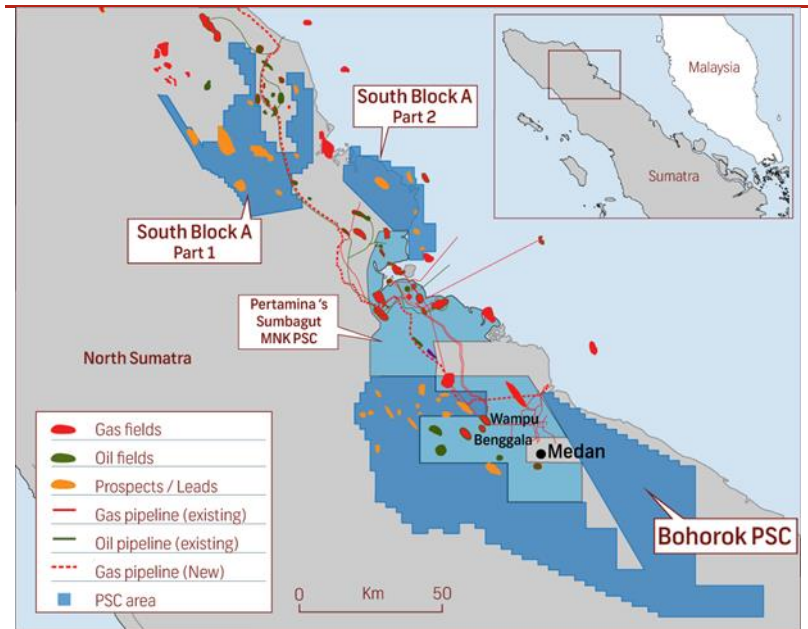 South Block A
Part 2
Malaysia
Sumatra
South Block A
Part 1
Pertamina 's
Sumbagut
MNK PSC
North Sumatra
Wampu
Benggala
Medan
Bohorok PSC
Gas fields
Oil fields
Prospects / Leads
Gas pipeline (existing)
Oil pipeline (existing)
Gas pipeline (New)
PSC area
0 Km 50